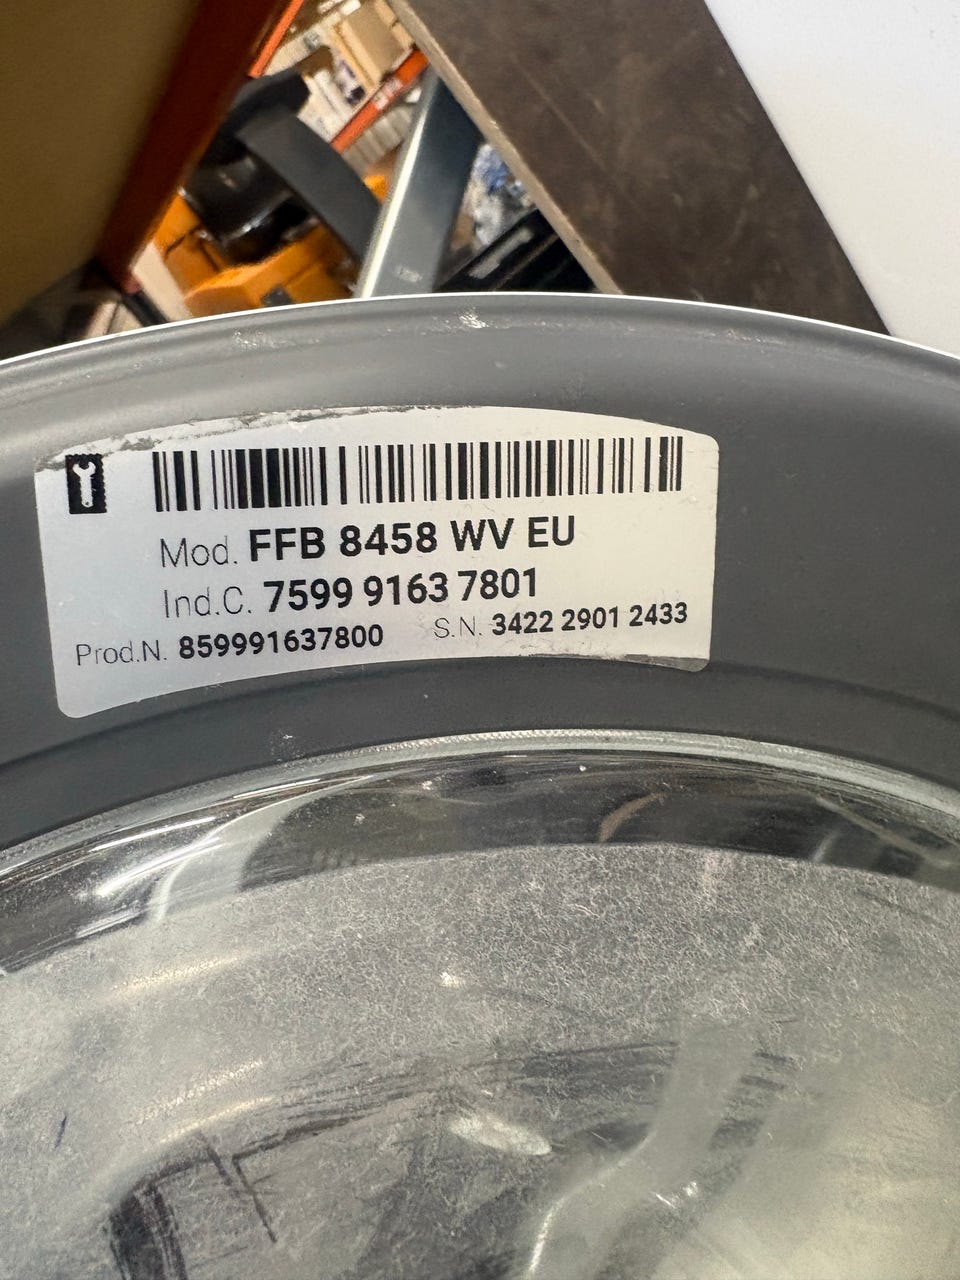 Mod. FFB 8458 WV EU
Ind.C. 7599 9163 7801
Prod.N. 859991637800 S.N. 3422 2901 2433